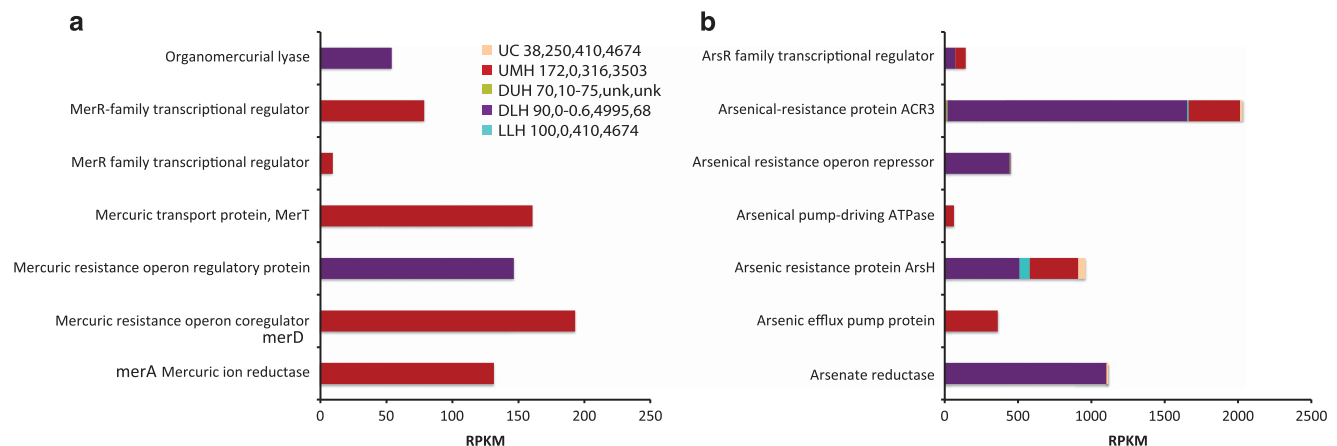 a
Organomercurial lyase
MerR-family transcriptional regulator
MerR family transcriptional regulator
Mercuric transport protein, MerT
Mercuric resistance operon regulatory protein
Mercuric resistance operon coregulator
merD
merA Mercuric ion reductase
UC 38,250,410,4674
UMH 172,0,316,3503
DUH 70,10-75,unk,unk
DLH 90,0-0.6,4995,68
LLH 100,0,410,4674
0 50 100 150 200 250
RPKM
b
ArsR family transcriptional regulator
Arsenical-resistance protein ACR3
Arsenical resistance operon repressor
Arsenical pump-driving ATPase
Arsenic resistance protein ArsH
Arsenic efflux pump protein
Arsenate reductase
0 500 1000 1500 2000 2500
RPKM